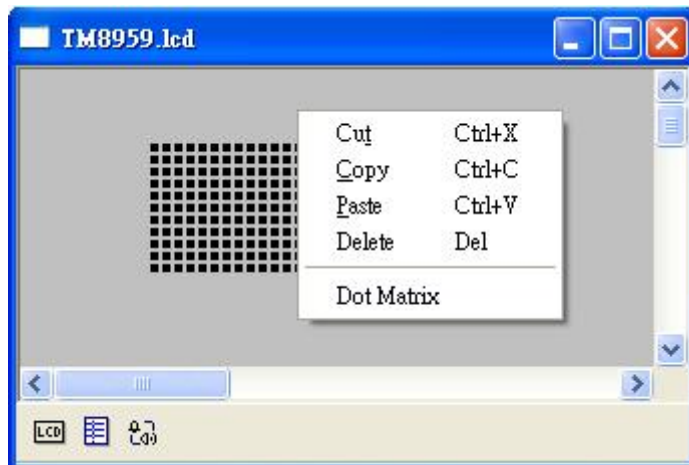 TM8959.lcd
Cut Ctrl+X
Copy Ctrl+C
Paste Ctrl+V
Delete Del
Dot Matrix
LCD